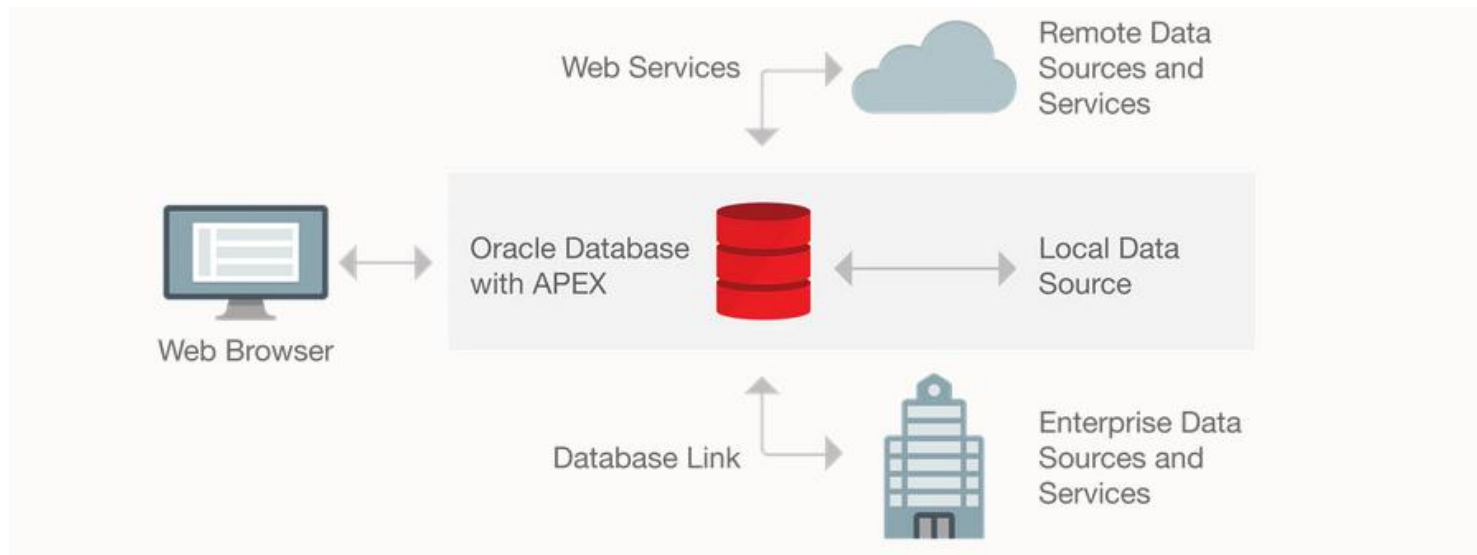 Web Services
Remote Data
Sources and
Services
Oracle Database
with APEX
Local Data
Source
Web Browser
Database Link
Enterprise Data
Sources and
Services